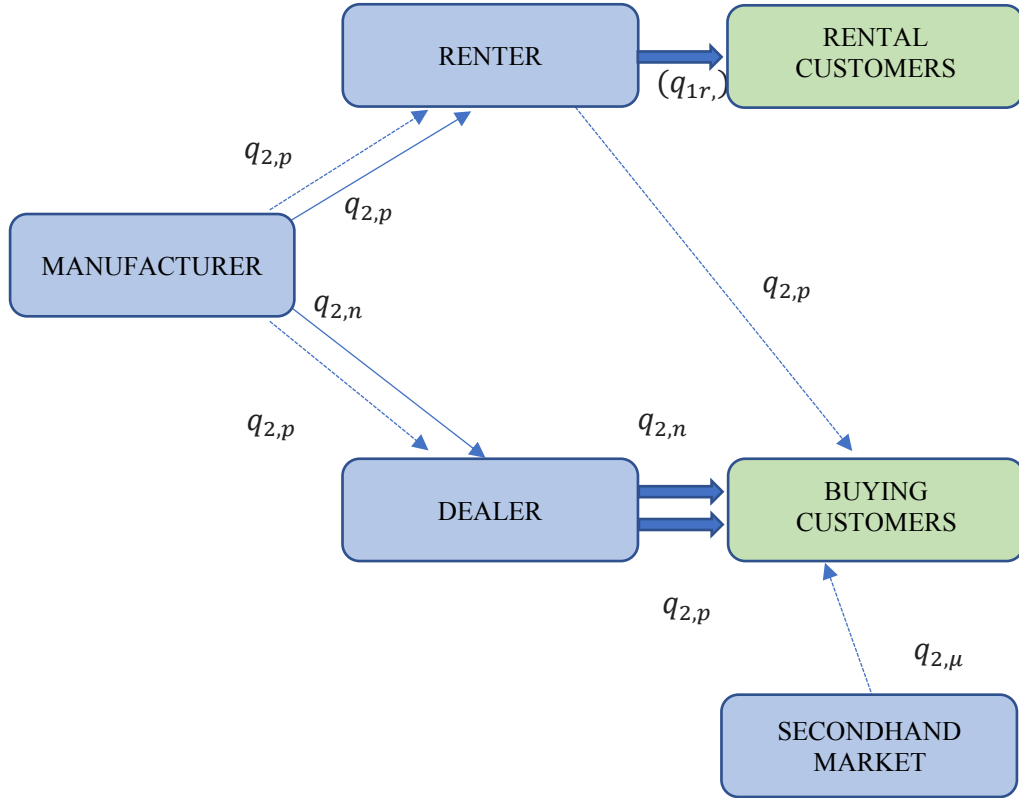 RENTER
RENTAL
CUSTOMERS
(q1r,)
q2,p
q2,p
MANUFACTURER
q2,p
q2,n
q2,p
q2,n
DEALER
BUYING
CUSTOMERS
q2,p
q2,μ
SECONDHAND
MARKET